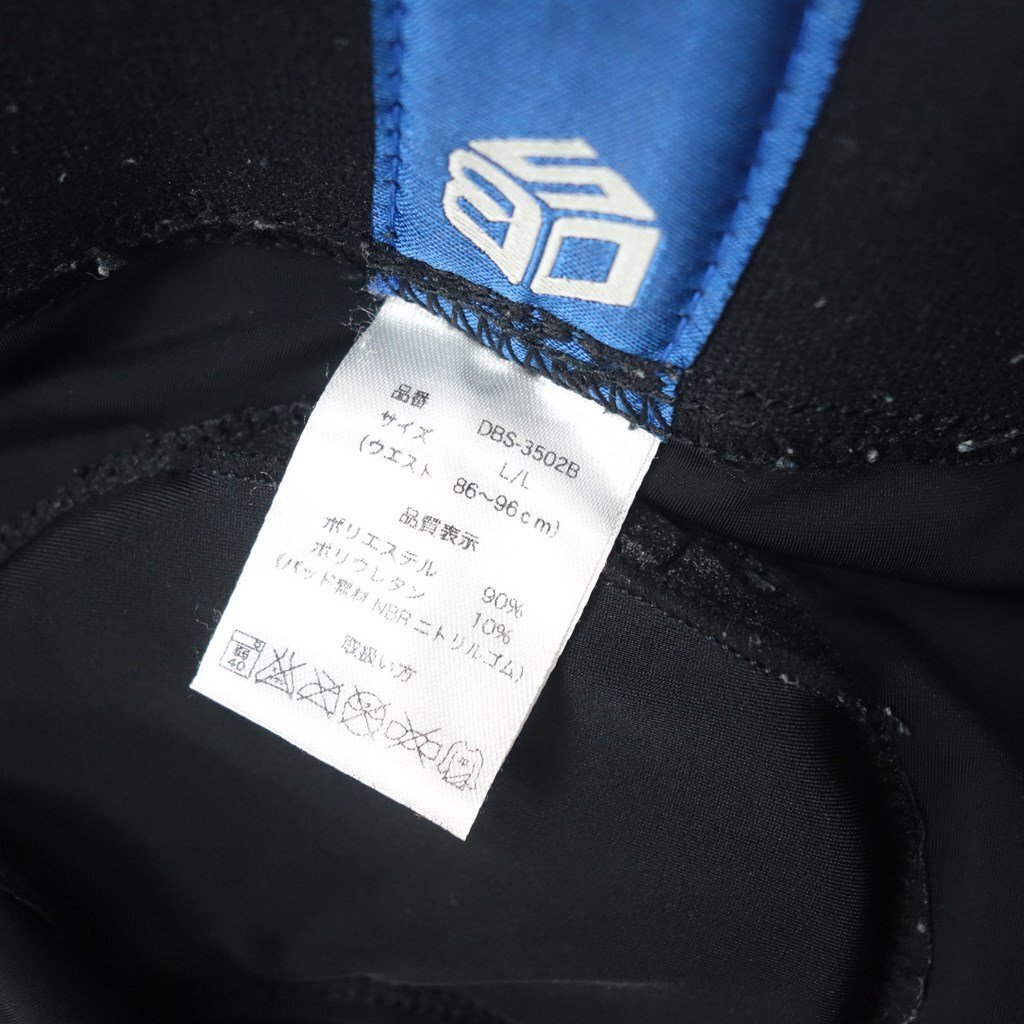 品番 DBS-3502B
サイズ L/L
(ウエスト 86~96cm)
品質表示
ポリエステル 90%
ポリウレタン 10%
(パッド素材 NBR ニトリルゴム)
取扱い方
弱
40